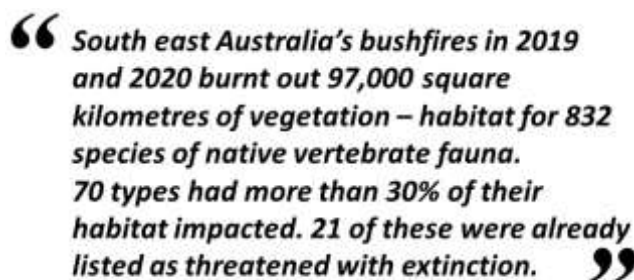 “ South east Australia’s bushfires in 2019
and 2020 burnt out 97,000 square
kilometres of vegetation – habitat for 832
species of native vertebrate fauna.
70 types had more than 30% of their
habitat impacted. 21 of these were already
listed as threatened with extinction. ”